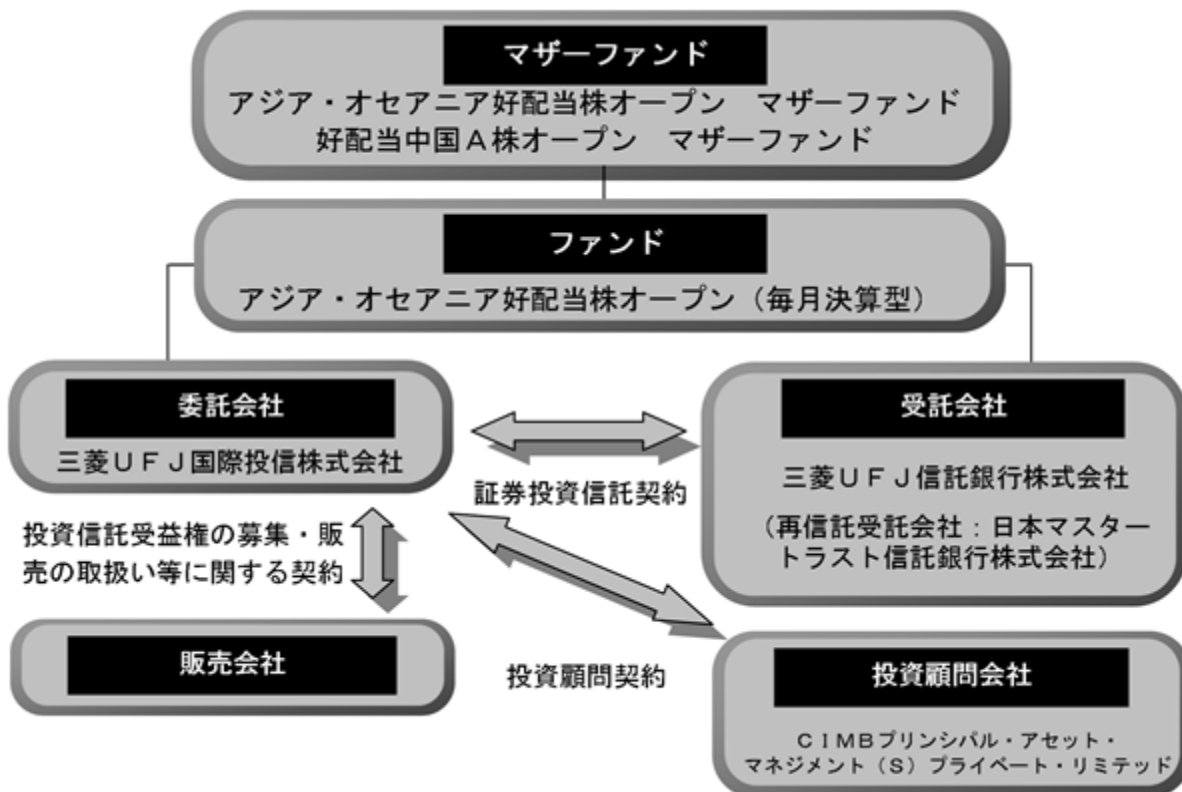 マザーファンド
アジア・オセアニア好配当株オープン　マザーファンド
好配当中国Ａ株オープン　マザーファンド
ファンド
アジア・オセアニア好配当株オープン（毎月決算型）
委託会社
三菱ＵＦＪ国際投信株式会社
受託会社
三菱ＵＦＪ信託銀行株式会社
（再信託受託会社：日本マスター
トラスト信託銀行株式会社）
証券投資信託契約
投資信託受益権の募集・販
売の取扱い等に関する契約
販売会社
投資顧問契約
投資顧問会社
ＣＩＭＢプリンシパル・アセット・
マネジメント（Ｓ）プライベート・リミテッド